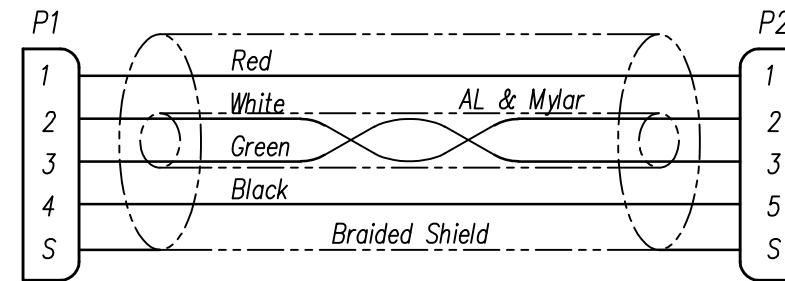 P1 P2
1 Red 1
2 White AL & Mylar 2
3 Green 3
4 Black 5
S Braided Shield S